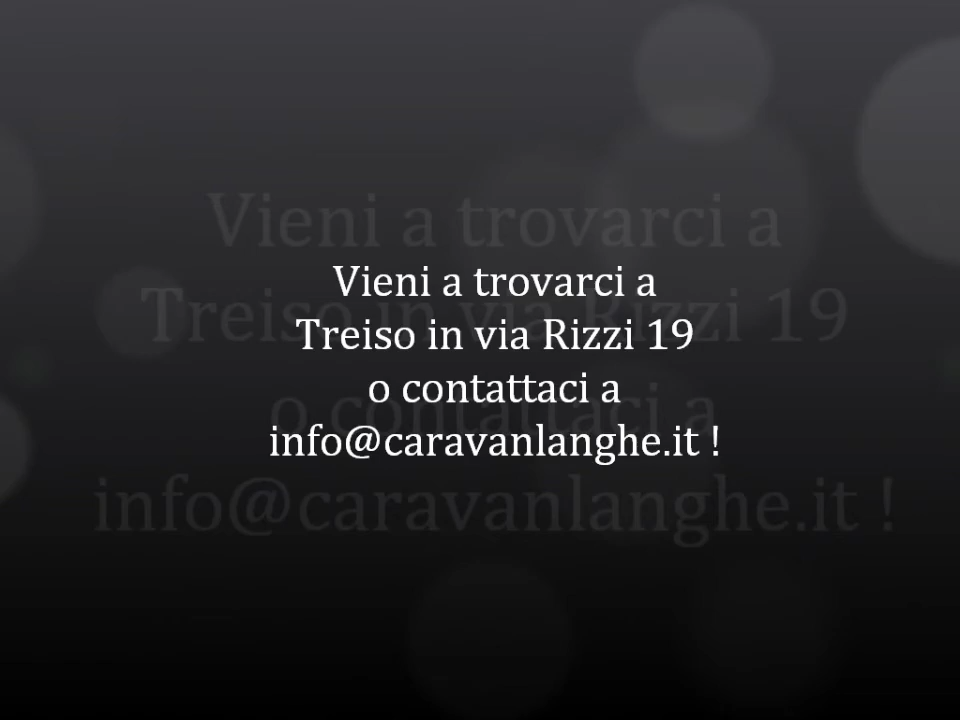 Vieni a trovarci a
Treiso in via Rizzi 19
o contattaci a
info@caravanlanghe.it !